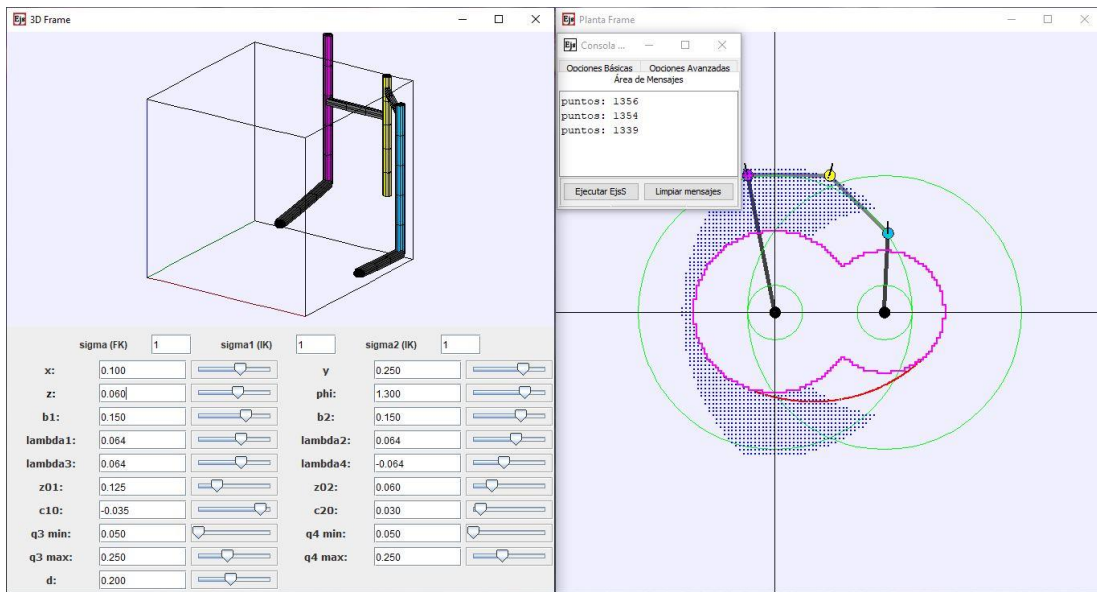 Ejs 3D Frame
sigma (FK) 1 sigma1 (IK) 1 sigma2 (IK) 1
x: 0.100 y 0.250
z: 0.060 phi: 1.300
b1: 0.150 b2: 0.150
lambda1: 0.064 lambda2: 0.064
lambda3: 0.064 lambda4: -0.064
z01: 0.125 z02: 0.060
c10: -0.035 c20: 0.030
q3 min: 0.050 q4 min: 0.050
q3 max: 0.250 q4 max: 0.250
d: 0.200
Ejs Planta Frame
Ejs Consola ...
Opciones Básicas Opciones Avanzadas
Área de Mensajes
puntos: 1356
puntos: 1354
puntos: 1339
Ejecutar EjsS Limpiar mensajes